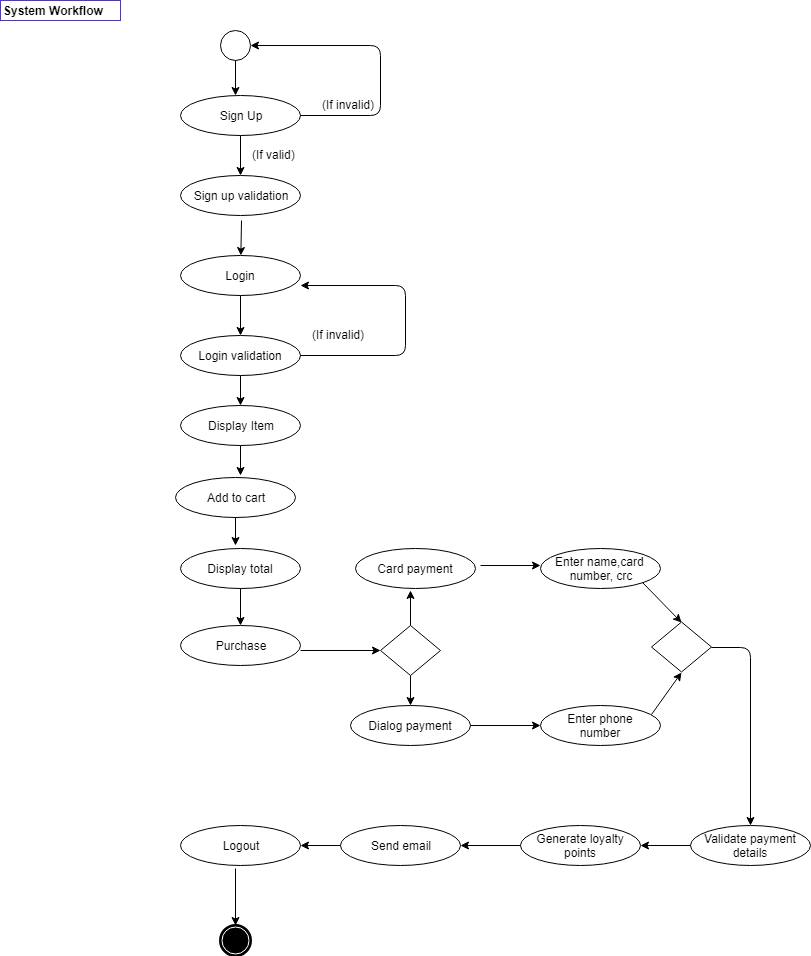 System Workflow
(If invalid)
Sign Up
(If valid)
Sign up validation
Login
(If invalid)
Login validation
Display Item
Add to cart
Display total
Card payment
Enter name,card
number, crc
Purchase
Dialog payment
Enter phone
number
Logout
Send email
Generate loyalty
points
Validate payment
details